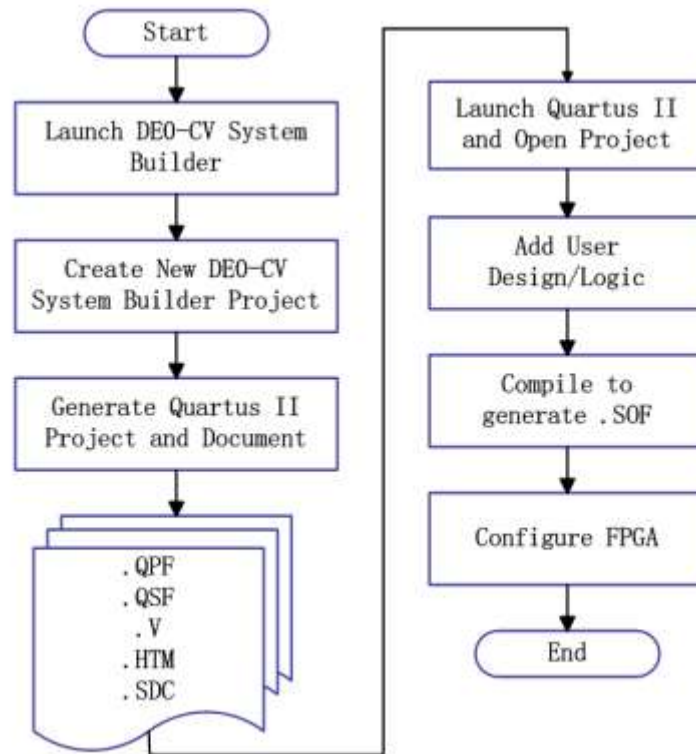 Start
Launch DE0-CV System
Builder
Create New DE0-CV
System Builder Project
Generate Quartus II
Project and Document
.QPF
.QSF
.V
.HTM
.SDC
Launch Quartus II
and Open Project
Add User
Design/Logic
Compile to
generate .SOF
Configure FPGA
End